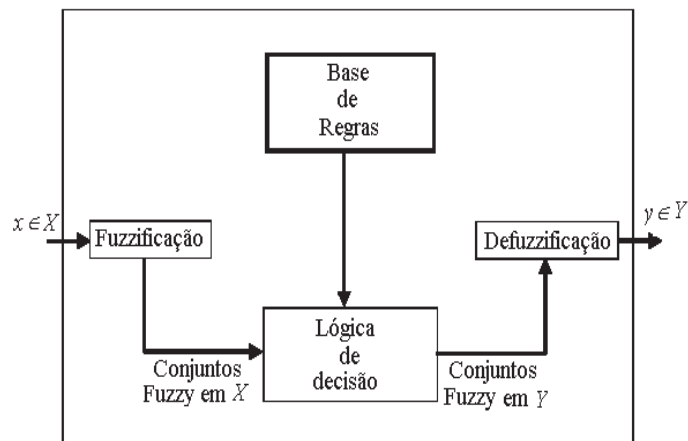 Base
de
Regras
x ∈ X
Fuzzificação
y ∈ Y
Defuzzificação
Lógica
de
decisão
Conjuntos
Fuzzy em X
Conjuntos
Fuzzy em Y